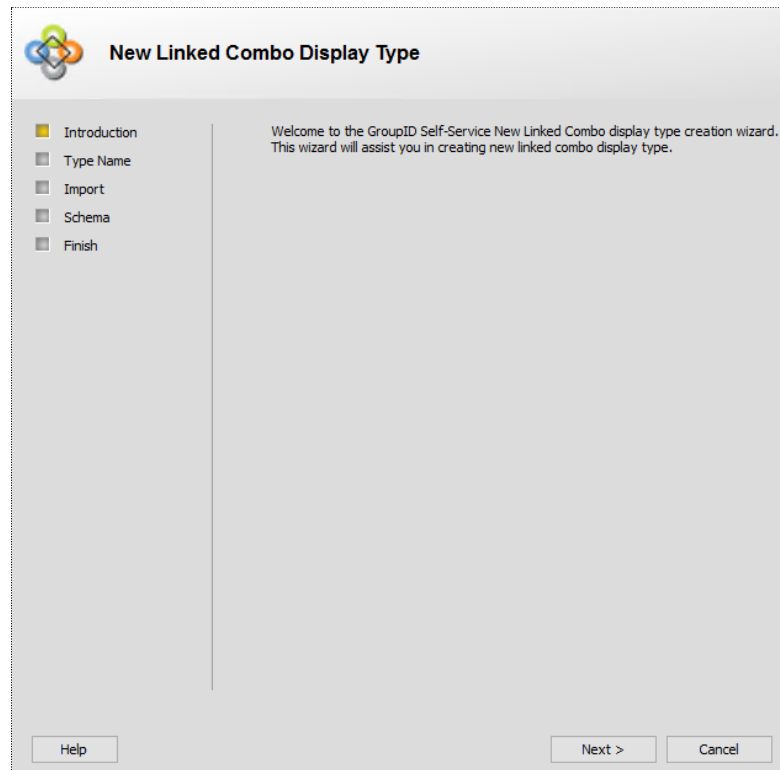 New Linked Combo Display Type
Introduction
Type Name
Import
Schema
Finish
Welcome to the GroupID Self-Service New Linked Combo display type creation wizard.
This wizard will assist you in creating new linked combo display type.
Help
Next >
Cancel